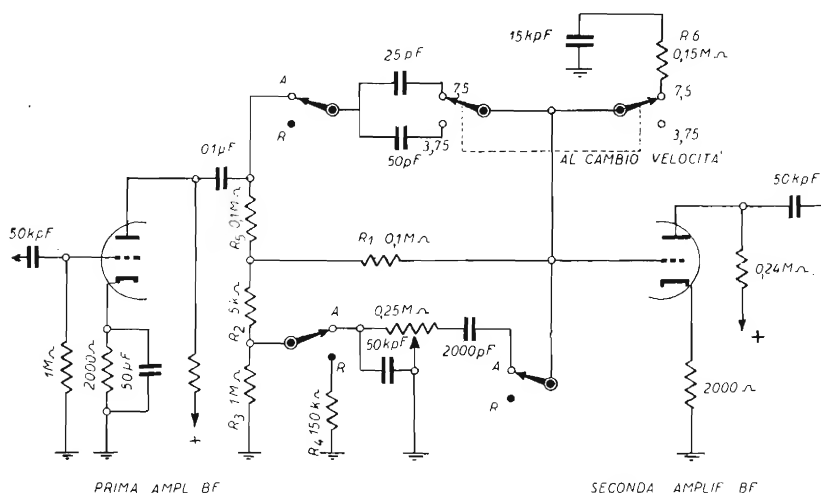 15kpF
R6
0,15MΩ
25pF
A
7,5
7,5
R
50pF
3,75
3,75
AL CAMBIO VELOCITA'
01µF
50kpF
R5 0,1MΩ
R1 0,1MΩ
50kpF
R2 5kΩ
A
0,25MΩ
0,24MΩ
50kpF
2000pF
A
R
R
1MΩ
2000Ω
50µF
+
R3 1MΩ
R4 150kΩ
2000Ω
+
PRIMA AMPL BF
SECONDA AMPLIF BF